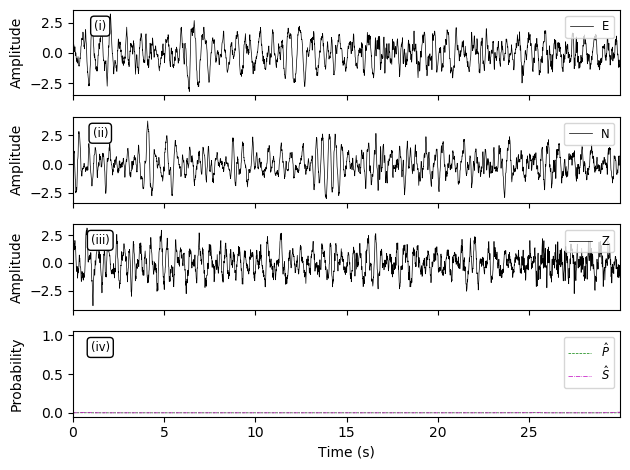 (i)
E
Amplitude
2.5
0.0
−2.5
(ii)
N
Amplitude
2.5
0.0
−2.5
(iii)
Z
Amplitude
2.5
0.0
−2.5
(iv)
P̂
Ŝ
Probability
1.0
0.5
0.0
0 5 10 15 20 25
Time (s)